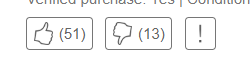 Verified purchase: Yes | Condition
(51) (13) !